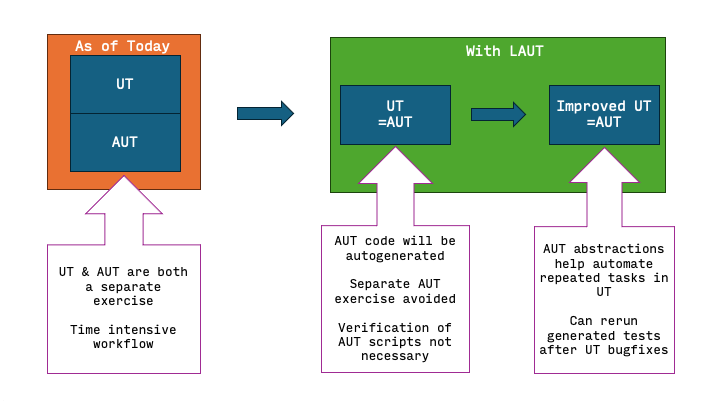 As of Today
UT
AUT
With LAUT
UT
=AUT
Improved UT
=AUT
UT & AUT are both
a separate
exercise
Time intensive
workflow
AUT code will be
autogenerated
Separate AUT
exercise avoided
Verification of
AUT scripts not
necessary
AUT abstractions
help automate
repeated tasks in
UT
Can rerun
generated tests
after UT bugfixes